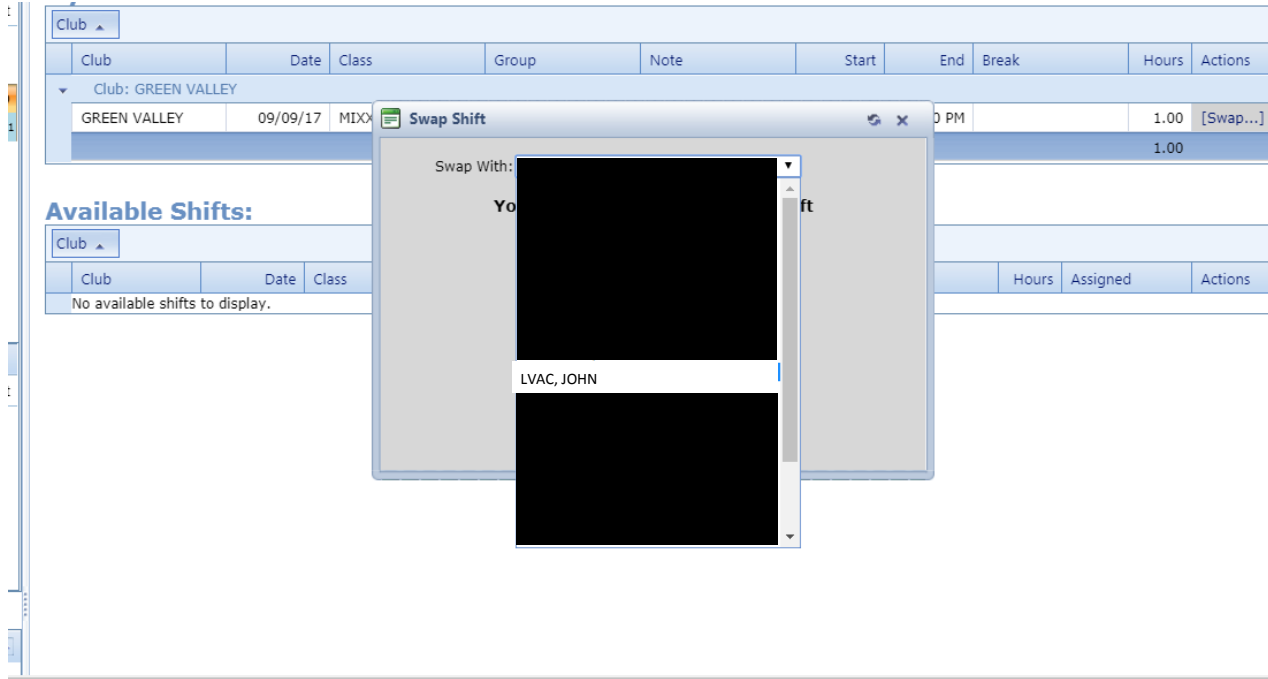 Club
Club Date Class Group Note Start End Break Hours Actions
Club: GREEN VALLEY
GREEN VALLEY 09/09/17 MIXX 0 PM 1.00 [Swap...]
1.00
Swap Shift
Swap With:
Yo ft
Available Shifts:
Club
Club Date Class Hours Assigned Actions
No available shifts to display.
LVAC, JOHN